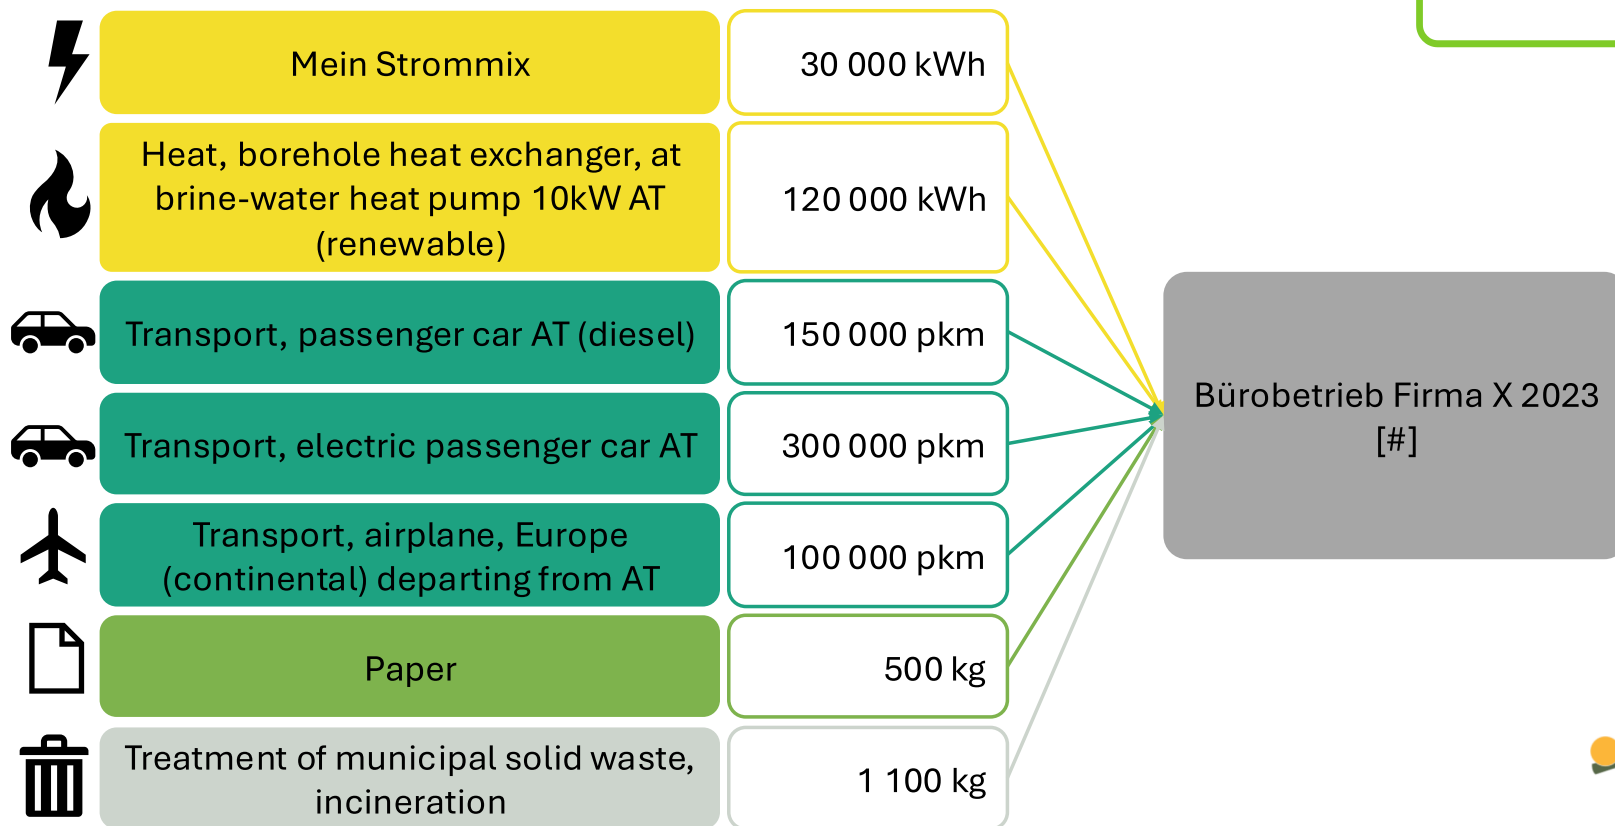 Mein Strommix
30 000 kWh
Heat, borehole heat exchanger, at
brine-water heat pump 10kW AT
(renewable)
120 000 kWh
Transport, passenger car AT (diesel)
150 000 pkm
Transport, electric passenger car AT
300 000 pkm
Transport, airplane, Europe
(continental) departing from AT
100 000 pkm
Paper
500 kg
Treatment of municipal solid waste,
incineration
1 100 kg
Bürobetrieb Firma X 2023
[#]